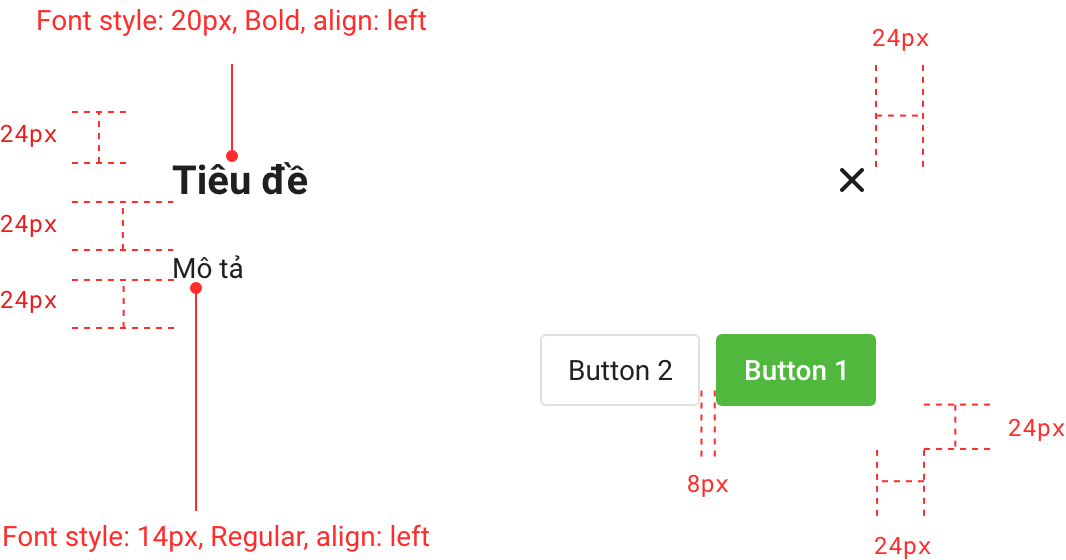 Font style: 20px, Bold, align: left
24px
24px
Tiêu đề
24px
Mô tả
24px
Button 2
Button 1
24px
8px
Font style: 14px, Regular, align: left
24px